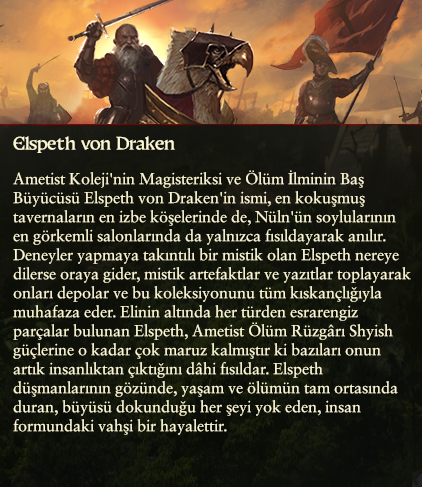 Elspeth von Draken
Ametist Koleji'nin Magisteriksi ve Ölüm İlminin Baş
Büyücüsü Elspeth von Draken'in ismi, en kokuşmuş
tavernaların en izbe köşelerinde de, Nüln'ün soylularının
en görkemli salonlarında da yalnızca fısıldayarak anılır.
Deneyler yapmaya takıntılı bir mistik olan Elspeth nereye
dilerse oraya gider, mistik artefaktlar ve yazıtlar toplayarak
onları depolar ve bu koleksiyonunu tüm kıskançlığıyla
muhafaza eder. Elinin altında her türden esrarengiz
parçalar bulunan Elspeth, Ametist Ölüm Rüzgârı Shyish
güçlerine o kadar çok maruz kalmıştır ki bazıları onun
artık insanlıktan çıktığını dâhi fısıldar. Elspeth
düşmanlarının gözünde, yaşam ve ölümün tam ortasında
duran, büyüsü dokunduğu her şeyi yok eden, insan
formundaki vahşi bir hayalettir.